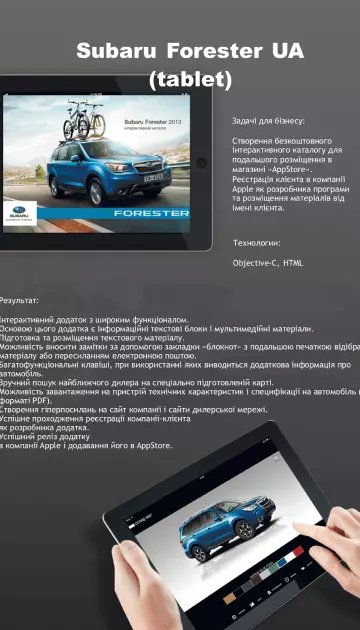 Subaru Forester UA
(tablet)
Subaru Forester 2013
інтерактивний каталог
SUBARU
FORESTER
Задачі для бізнесу:
Створення безкоштовного
інтерактивного каталогу для
подальшого розміщення в
магазині «AppStore».
Реєстрація клієнта в компанії
Apple як розробника програми
та розміщення матеріалів від
імені клієнта.
Технологии:
Objective-C, HTML
Результат:
Інтерактивний додаток з широким функціоналом.
Основою цього додатка є інформаційні текстові блоки і мультимедійні матеріали.
Підготовка та розміщення текстового матеріалу.
Можливість вносити замітки за допомогою закладки «блокнот» з подальшою печаткою відібра
матеріалу або пересиланням електронною поштою.
Багатофункціональні клавіші, при використанні яких виводиться додаткова інформація про
автомобіль.
Зручний пошук найближчого дилера на спеціально підготовленій карті.
Можливість завантаження на пристрій технічних характеристик і специфікації на автомобіль
форматі PDF).
Створення гіперпосилань на сайт компанії і сайти дилерської мережі.
Успішне проходження реєстрації компанії-клієнта
як розробника додатка.
Успішний реліз додатку
в компанії Apple і додавання його в AppStore.